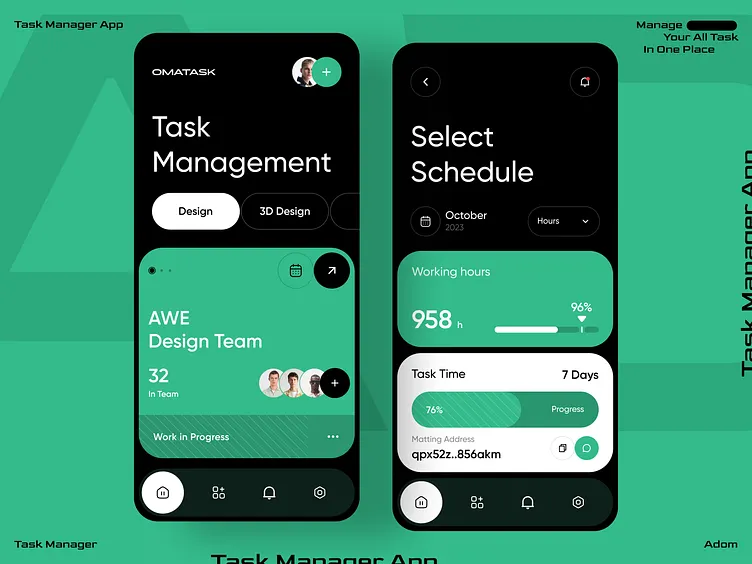 Task Manager App
Manage
Your All Task
In One Place
OMATASK
Task
Management
Design
3D Design
AWE
Design Team
32
In Team
Work in Progress
Select
Schedule
October
2023
Hours
Working hours
958 h
96%
Task Time
7 Days
76%
Progress
Matting Address
qpx52z..856akm
Task Manager App
Task Manager
Task Manager App
Adom